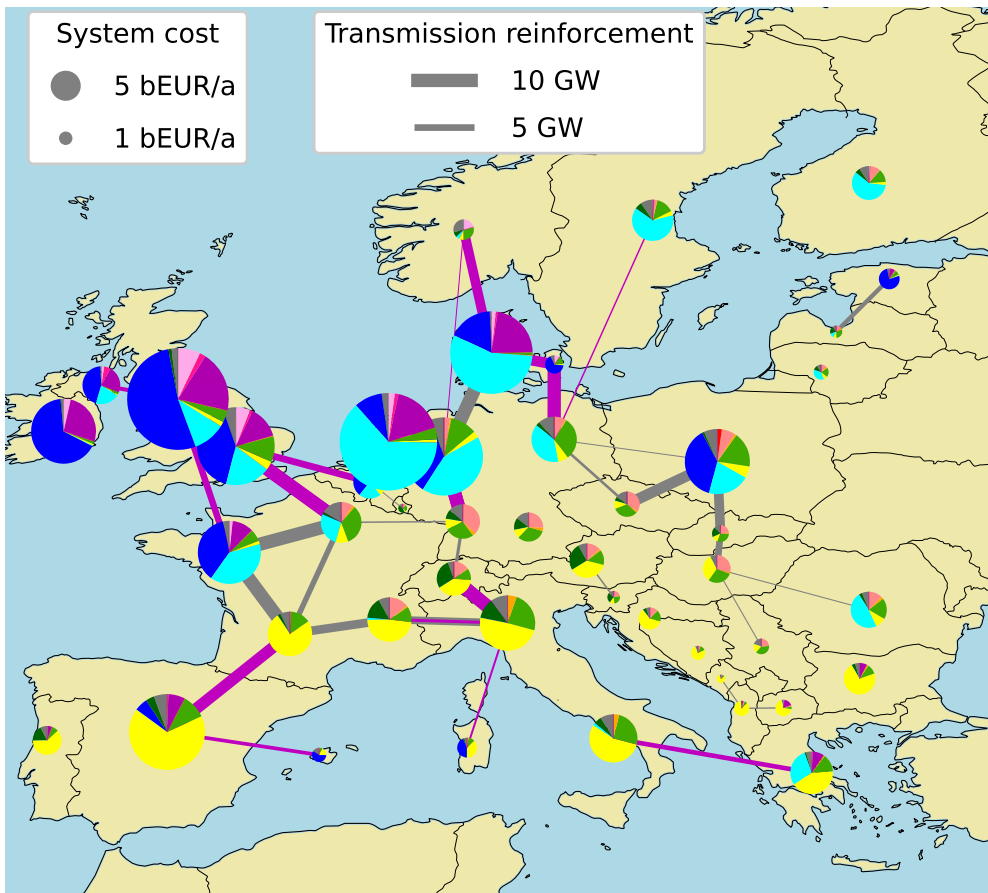 System cost
5 bEUR/a
1 bEUR/a
Transmission reinforcement
10 GW
5 GW